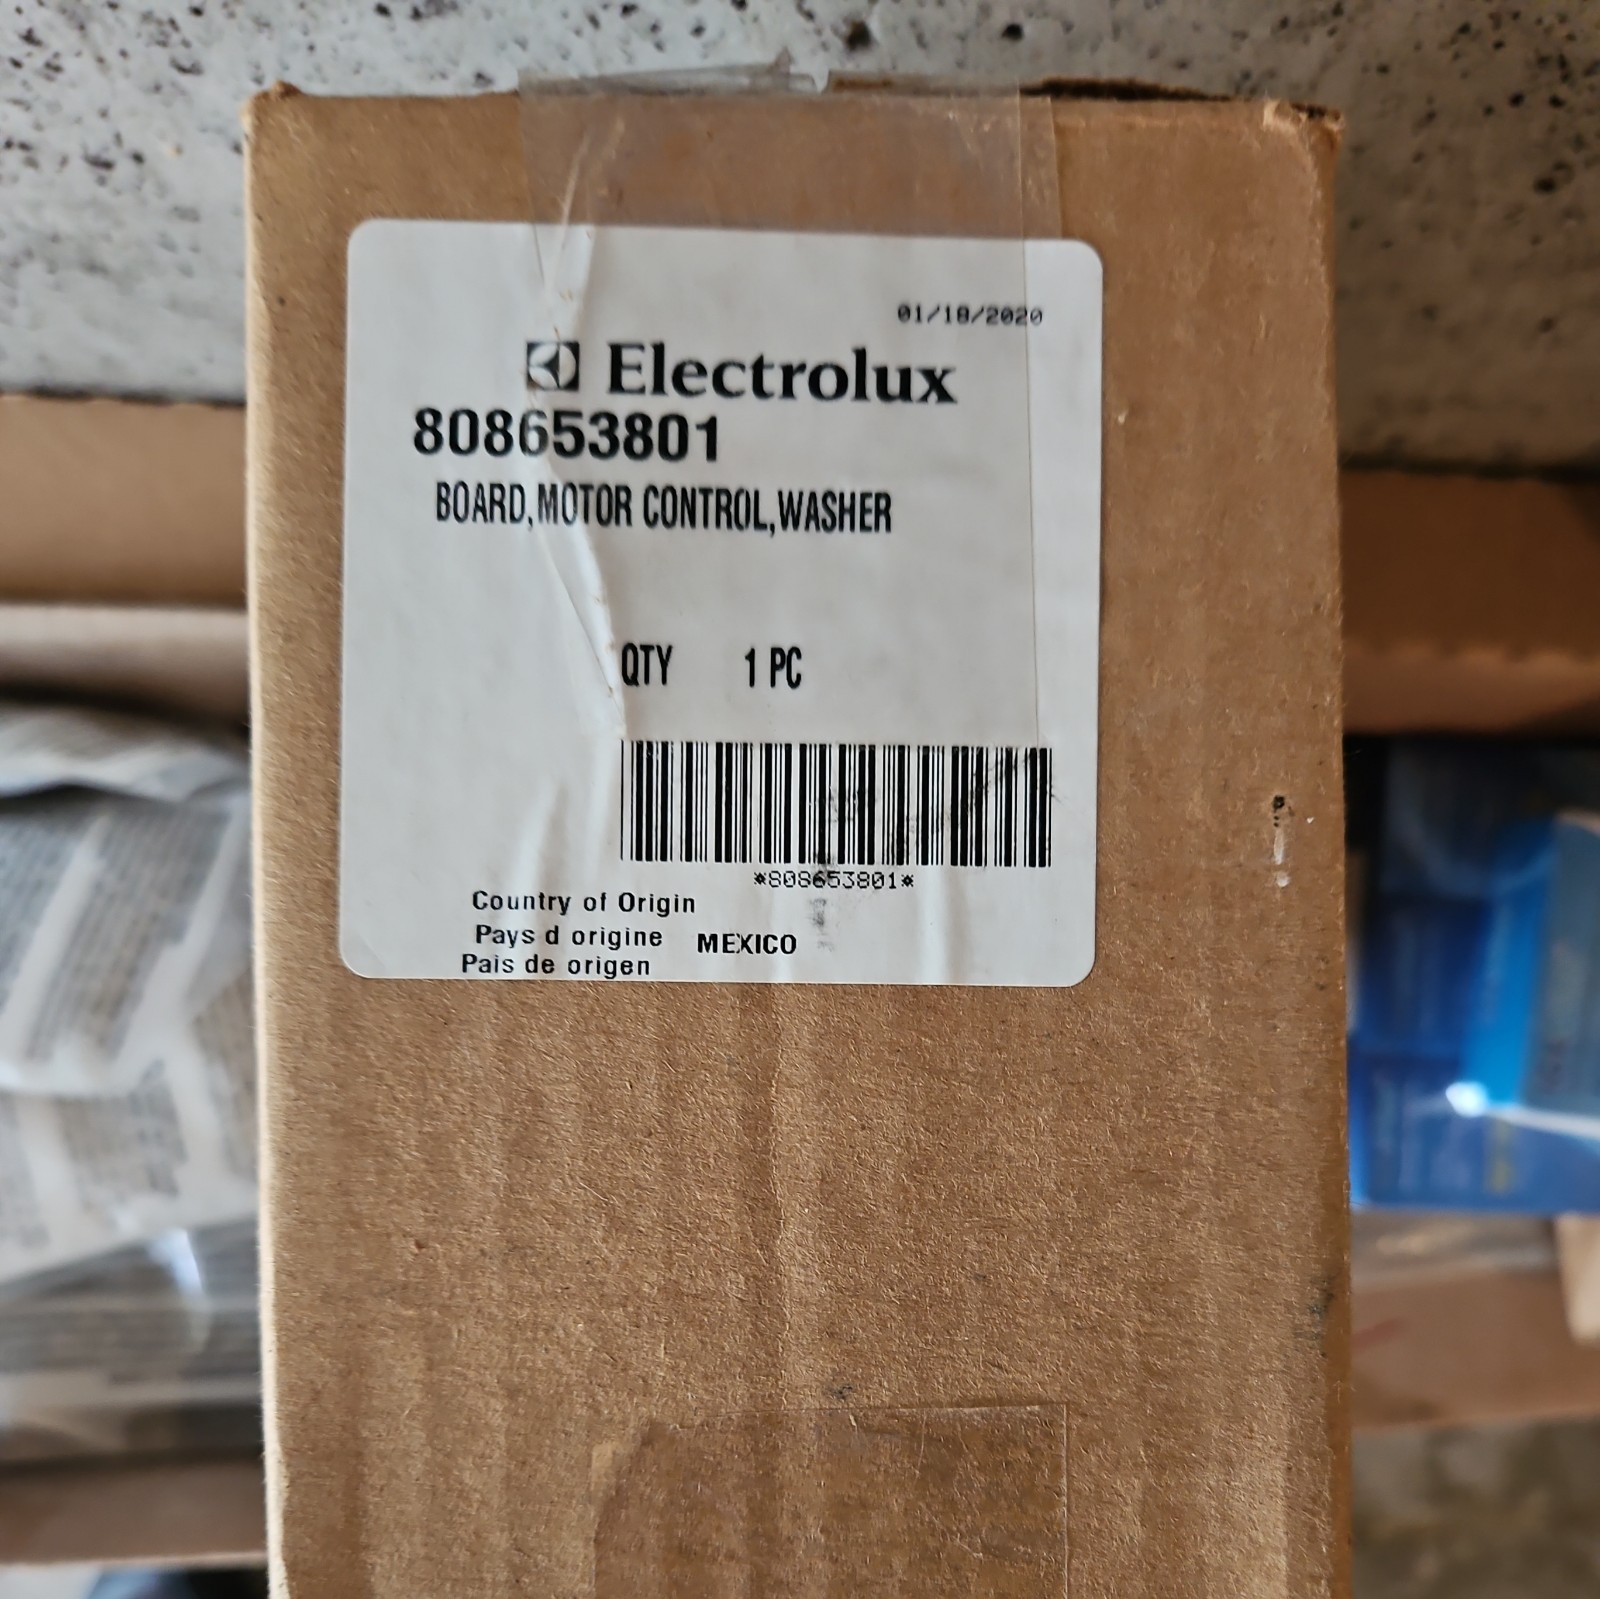 01/18/2020
Electrolux
808653801
BOARD,MOTOR CONTROL,WASHER
QTY 1 PC
*808653801*
Country of Origin
Pays d origine MEXICO
Pais de origen